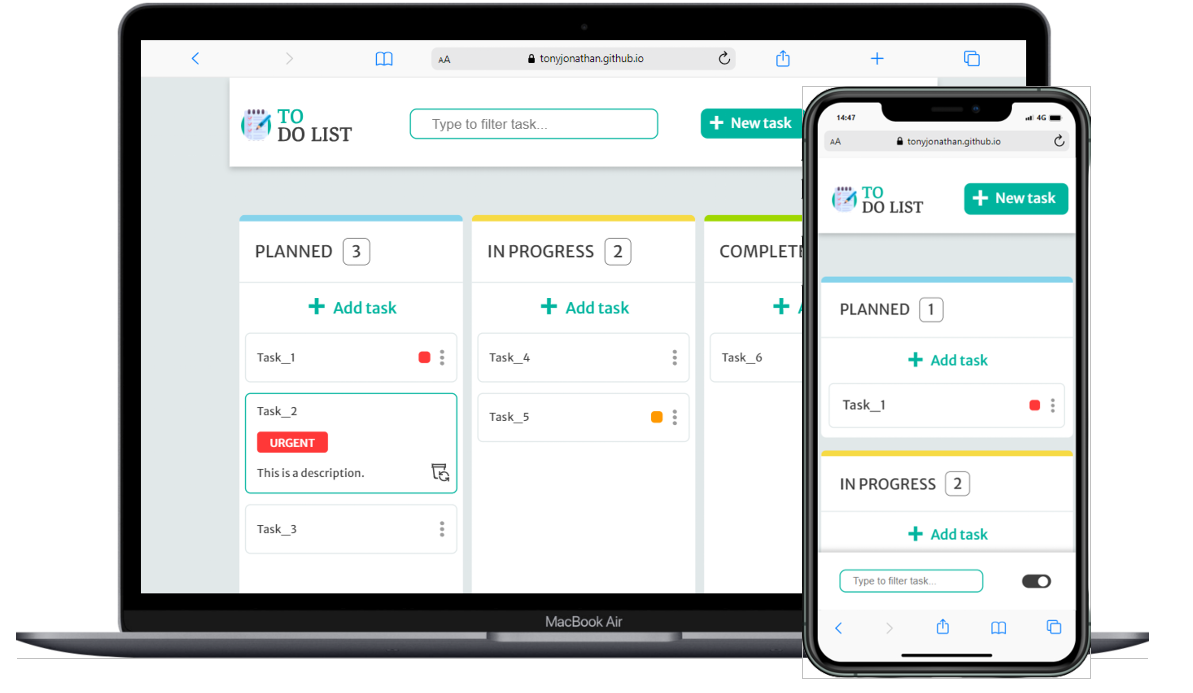 AA
tonyjonathan.github.io
TO
DO LIST
Type to filter task...
+ New task
PLANNED 3
+ Add task
Task_1
Task_2
URGENT
This is a description.
Task_3
IN PROGRESS 2
+ Add task
Task_4
Task_5
COMPLETE
+
Task_6
MacBook Air
14:47
4G
AA
tonyjonathan.github.io
TO
DO LIST
+ New task
PLANNED 1
+ Add task
Task_1
IN PROGRESS 2
+ Add task
Type to filter task...